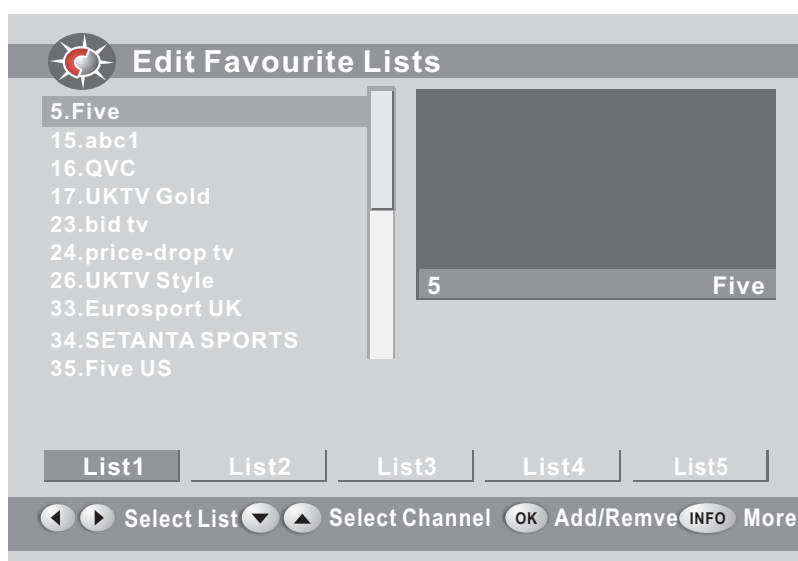 Edit Favourite Lists
5.Five
15.abc1
16.QVC
17.UKTV Gold
23.bid tv
24.price-drop tv
26.UKTV Style
33.Eurosport UK
34.SETANTA SPORTS
35.Five US
5 Five
List1 List2 List3 List4 List5
Select List Select Channel OK Add/Remve INFO More